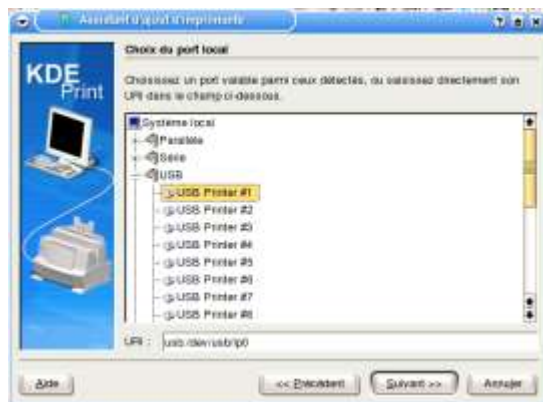 Assistant d'ajout d'imprimante
KDE
Print
Choix du port local
Choisissez un port valable parmi ceux détectés, ou saisissez directement son
URI dans le champ ci-dessous.
Système local
Parallèle
Série
USB
USB Printer #1
USB Printer #2
USB Printer #3
USB Printer #4
USB Printer #5
USB Printer #6
USB Printer #7
USB Printer #8
URI : usb:/dev/usb/lp0
Aide
<< Précédent
Suivant >>
Annuler